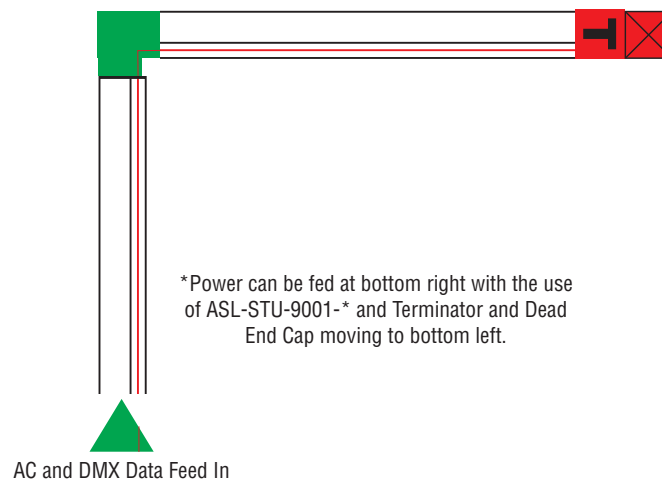 *Power can be fed at bottom right with the use
of ASL-STU-9001-* and Terminator and Dead
End Cap moving to bottom left.
AC and DMX Data Feed In